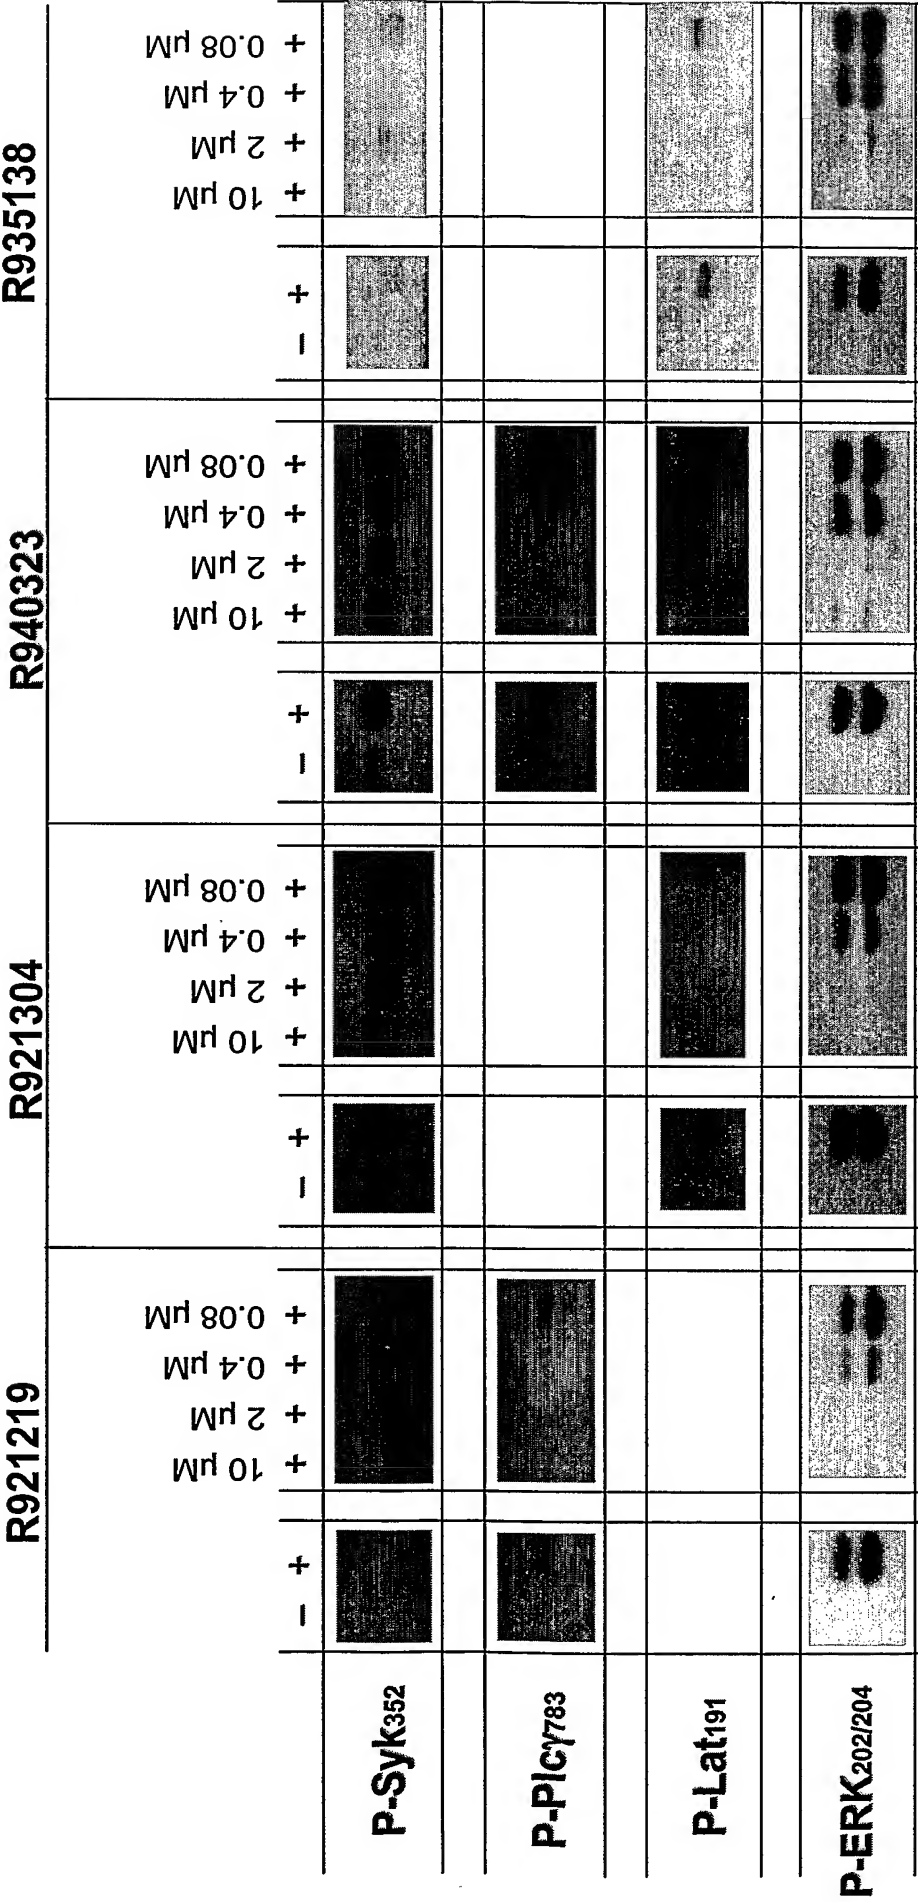 R921219 R921304 R940323 R935138
10 µM 2 µM 0.4 µM 0.08 µM 10 µM 2 µM 0.4 µM 0.08 µM 10 µM 2 µM 0.4 µM 0.08 µM 10 µM 2 µM 0.4 µM 0.08 µM
− + + + + + − + + + + + − + + + + + − + + + + +
P-Syk352
P-Plcγ783
P-Lat191
P-ERK202/204